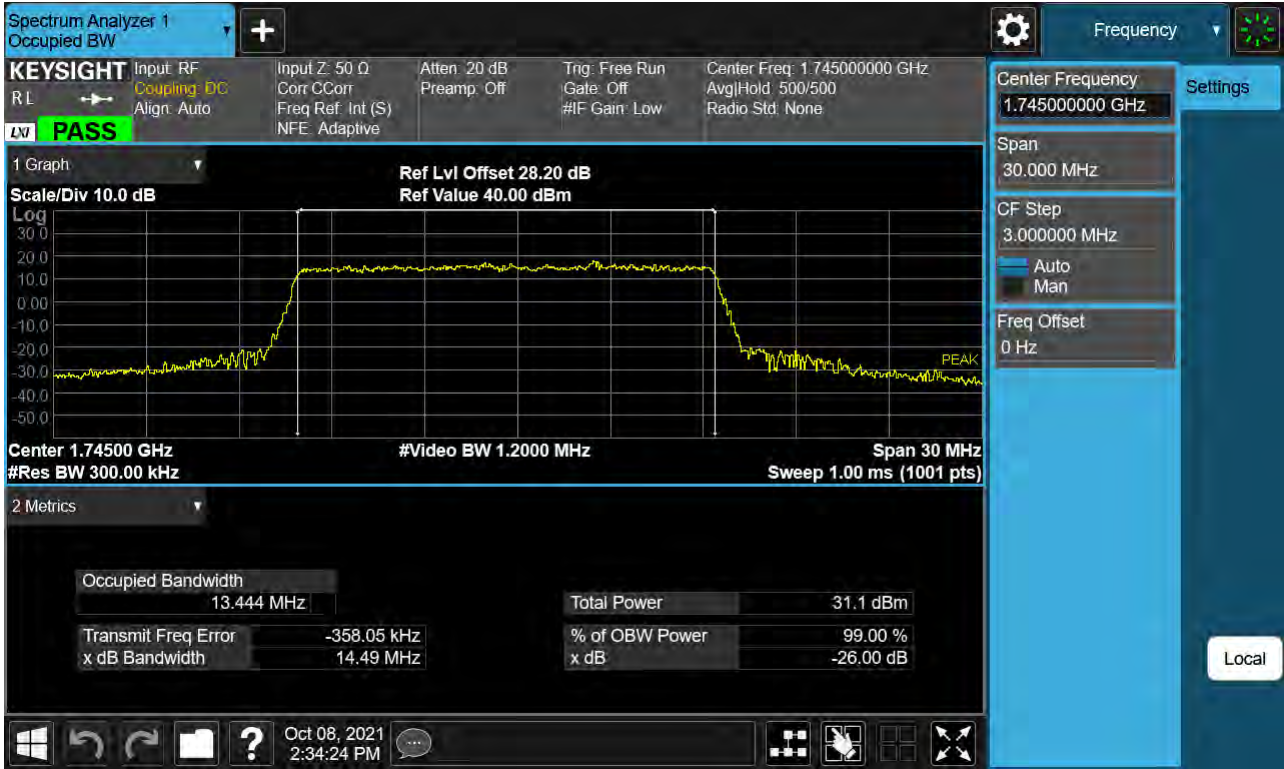 Spectrum Analyzer 1
Occupied BW
Frequency
KEYSIGHT
R L
LXI
PASS
Input: RF
Coupling: DC
Align: Auto
Input Z: 50 Ω
Corr CCorr
Freq Ref: Int (S)
NFE: Adaptive
Atten: 20 dB
Preamp: Off
Trig: Free Run
Gate: Off
#IF Gain: Low
Center Freq: 1.745000000 GHz
Avg|Hold: 500/500
Radio Std: None
Center Frequency
1.745000000 GHz
Settings
Span
30.000 MHz
CF Step
3.000000 MHz
Auto
Man
Freq Offset
0 Hz
Local
1 Graph
Scale/Div 10.0 dB
Ref Lvl Offset 28.20 dB
Ref Value 40.00 dBm
Log
30.0
20.0
10.0
0.00
-10.0
-20.0
-30.0
-40.0
-50.0
PEAK
Center 1.74500 GHz
#Video BW 1.2000 MHz
Span 30 MHz
#Res BW 300.00 kHz
Sweep 1.00 ms (1001 pts)
2 Metrics
Occupied Bandwidth
13.444 MHz
Total Power 31.1 dBm
Transmit Freq Error -358.05 kHz
% of OBW Power 99.00 %
x dB Bandwidth 14.49 MHz
x dB -26.00 dB
Oct 08, 2021
2:34:24 PM